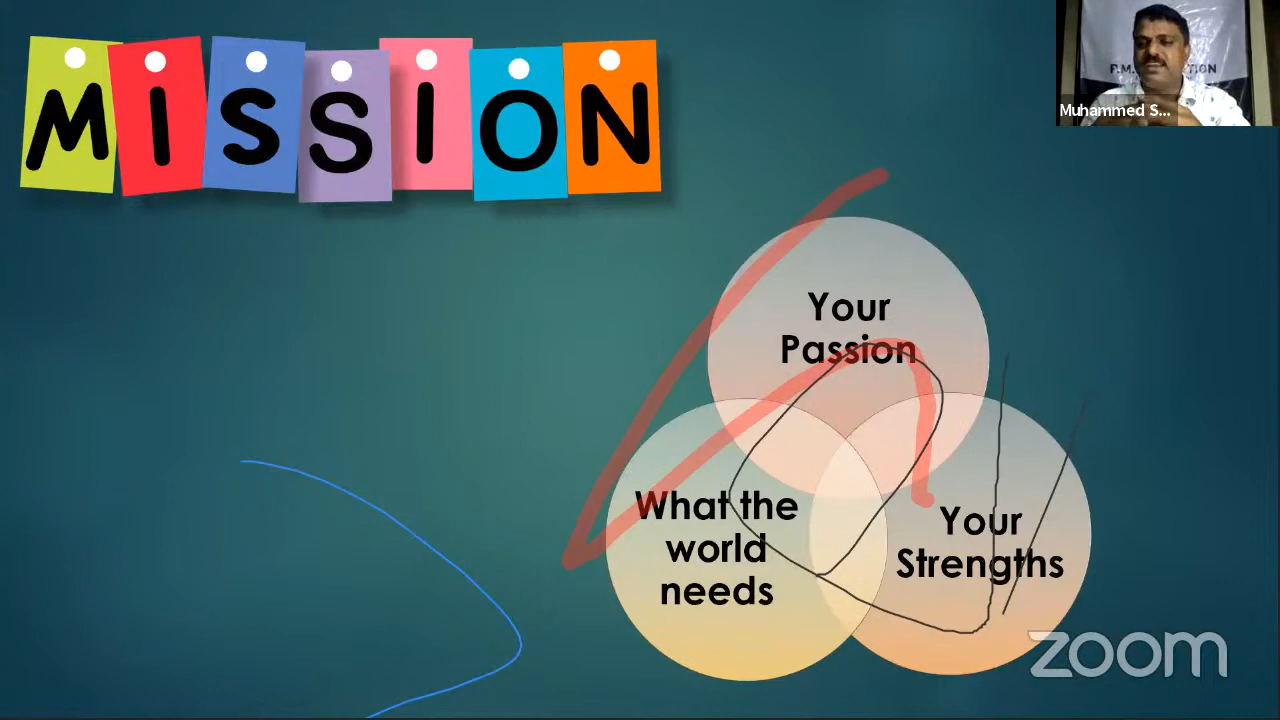 MISSION
Muhammed S...
Your
Passion
What the
world
needs
Your
Strengths
zoom